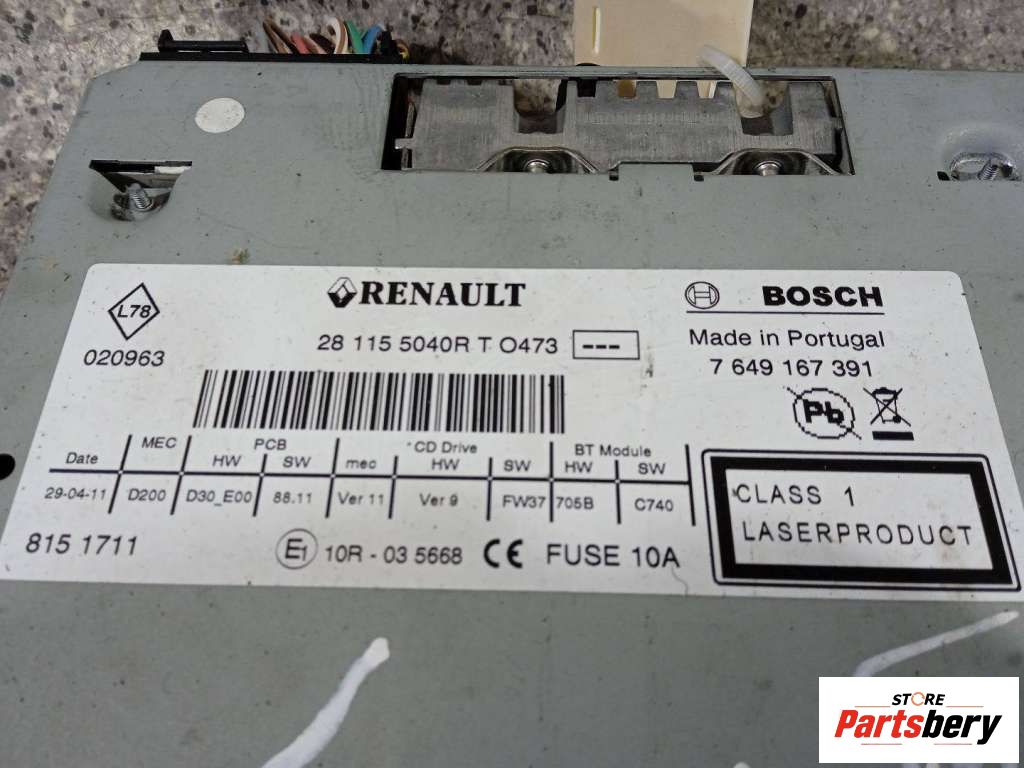 L78
020963
RENAULT
28 115 5040R T 0473 ---
BOSCH
Made in Portugal
7 649 167 391
Pb
MEC PCB CD Drive BT Module
Date HW SW mec HW SW HW SW
29-04-11 D200 D30_E00 88.11 Ver 11 Ver 9 FW37 705B C740
CLASS 1
LASERPRODUCT
815 1711 E1 10R - 03 5668 CE FUSE 10A
STORE
Partsbery